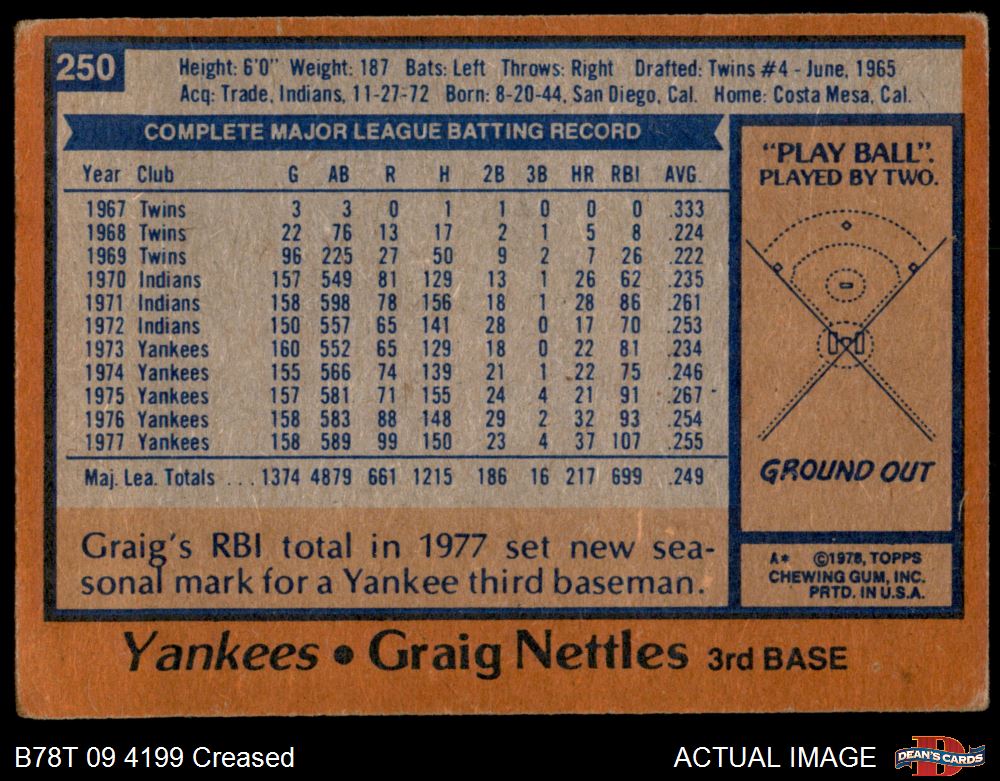 250
Height: 6'0" Weight: 187 Bats: Left Throws: Right Drafted: Twins #4 - June, 1965
Acq: Trade, Indians, 11-27-72 Born: 8-20-44, San Diego, Cal. Home: Costa Mesa, Cal.
COMPLETE MAJOR LEAGUE BATTING RECORD
Year Club G AB R H 2B 3B HR RBI AVG.
1967 Twins 3 3 0 1 1 0 0 0 .333
1968 Twins 22 76 13 17 2 1 5 8 .224
1969 Twins 96 225 27 50 9 2 7 26 .222
1970 Indians 157 549 81 129 13 1 26 62 .235
1971 Indians 158 598 78 156 18 1 28 86 .261
1972 Indians 150 557 65 141 28 0 17 70 .253
1973 Yankees 160 552 65 129 18 0 22 81 .234
1974 Yankees 155 566 74 139 21 1 22 75 .246
1975 Yankees 157 581 71 155 24 4 21 91 .267
1976 Yankees 158 583 88 148 29 2 32 93 .254
1977 Yankees 158 589 99 150 23 4 37 107 .255
Maj. Lea. Totals ... 1374 4879 661 1215 186 16 217 699 .249
Graig's RBI total in 1977 set new sea-
sonal mark for a Yankee third baseman.
"PLAY BALL".
PLAYED BY TWO.
GROUND OUT
A* ©1978, TOPPS
CHEWING GUM, INC.
PRTD. IN U.S.A.
Yankees • Graig Nettles 3rd BASE
B78T 09 4199 Creased
ACTUAL IMAGE
D
DEAN'S CARDS